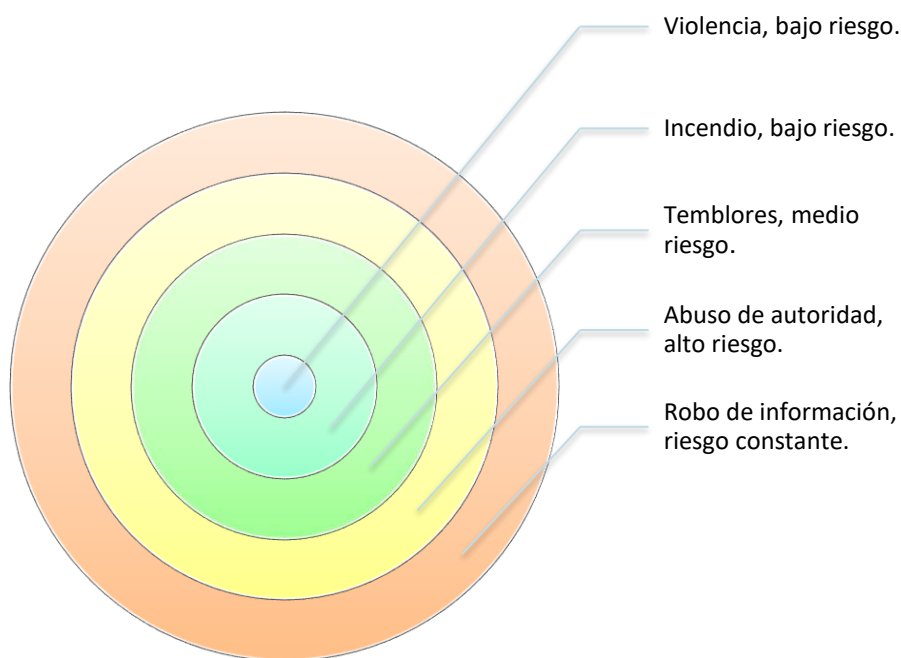 Violencia, bajo riesgo.
Incendio, bajo riesgo.
Temblores, medio
riesgo.
Abuso de autoridad,
alto riesgo.
Robo de información,
riesgo constante.